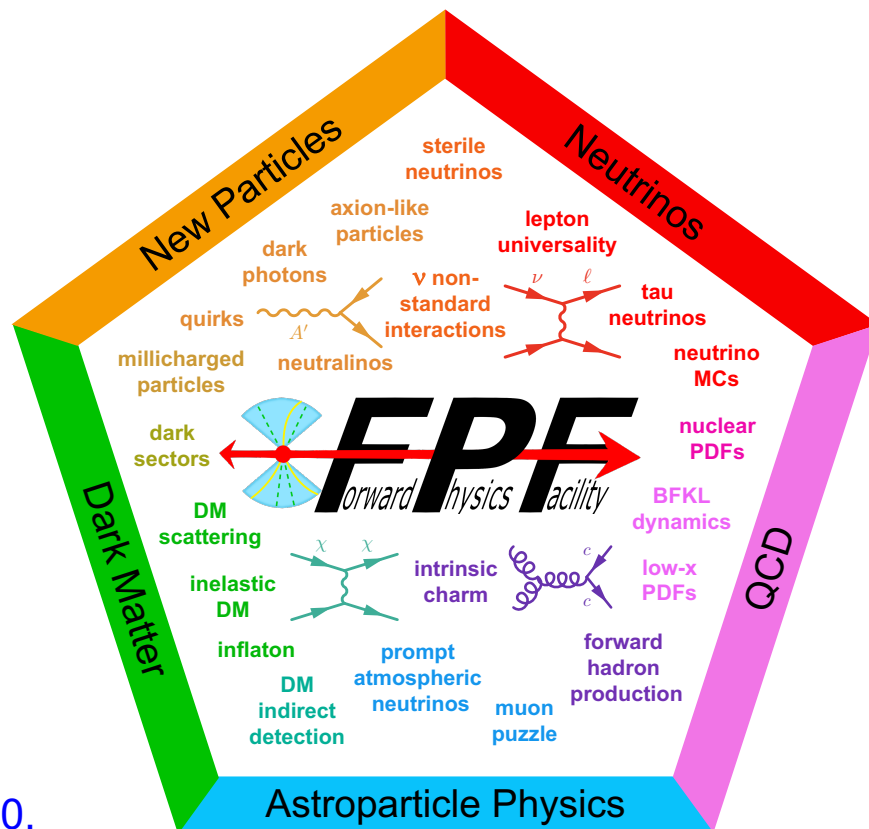 New Particles
Neutrinos
sterile
neutrinos
axion-like
particles
lepton
universality
dark
photons
ν non-
standard
interactions
ν
ℓ
tau
neutrinos
quirks
A′
neutralinos
millicharged
particles
neutrino
MCs
dark
sectors
Forward Physics Facility
nuclear
PDFs
DM
scattering
BFKL
dynamics
χ
χ
inelastic
DM
intrinsic
charm
c
c
low-x
PDFs
inflaton
prompt
atmospheric
neutrinos
forward
hadron
production
DM
indirect
detection
muon
puzzle
Dark Matter
QCD
Astroparticle Physics
0.